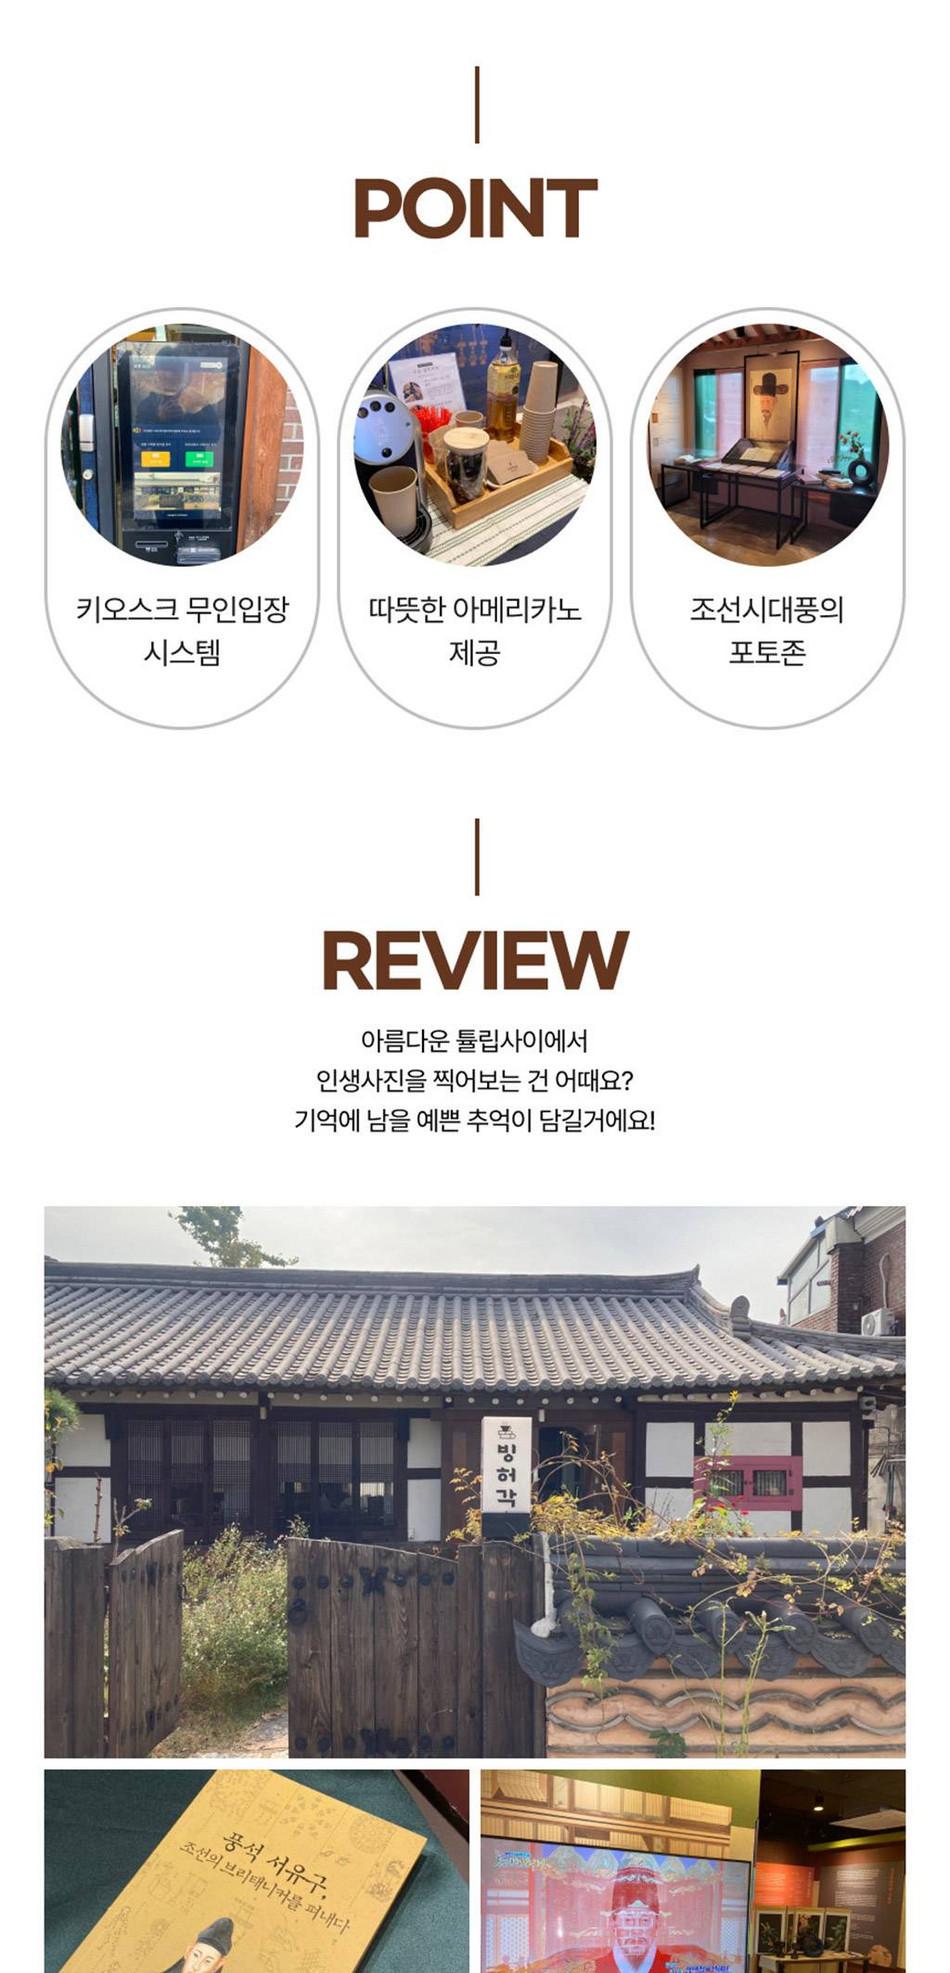 POINT
키오스크 무인입장
시스템
따뜻한 아메리카노
제공
조선시대풍의
포토존
REVIEW
아름다운 튤립사이에서
인생사진을 찍어보는 건 어때요?
기억에 남을 예쁜 추억이 담길거에요!
빙허각
풍석 서유구,
조선의 브리태니커를 펴내다